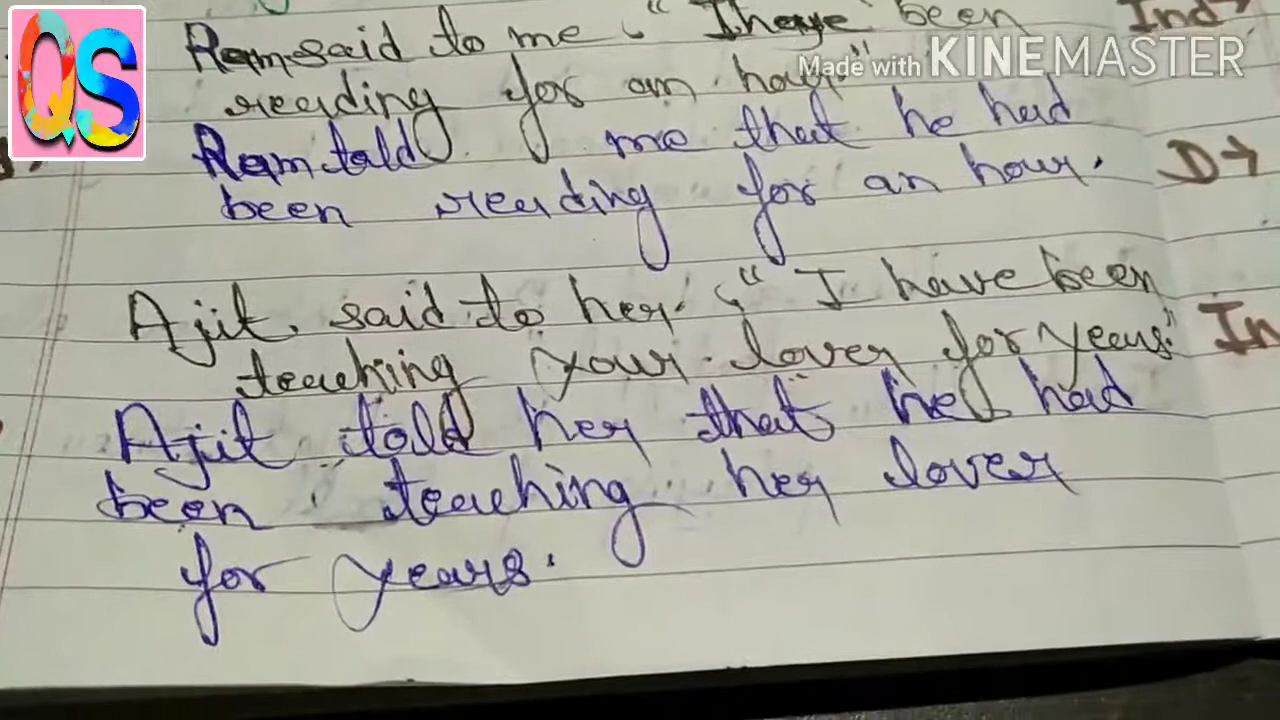 QS
Ram said to me, "I have been Ind→
reading for an hour."
Made with KINEMASTER
Ram told me that he had
been reading for an hour. D→
Ajit said to her, "I have been
teaching your lover for years." In
Ajit told her that he had
been teaching her lover
for years.